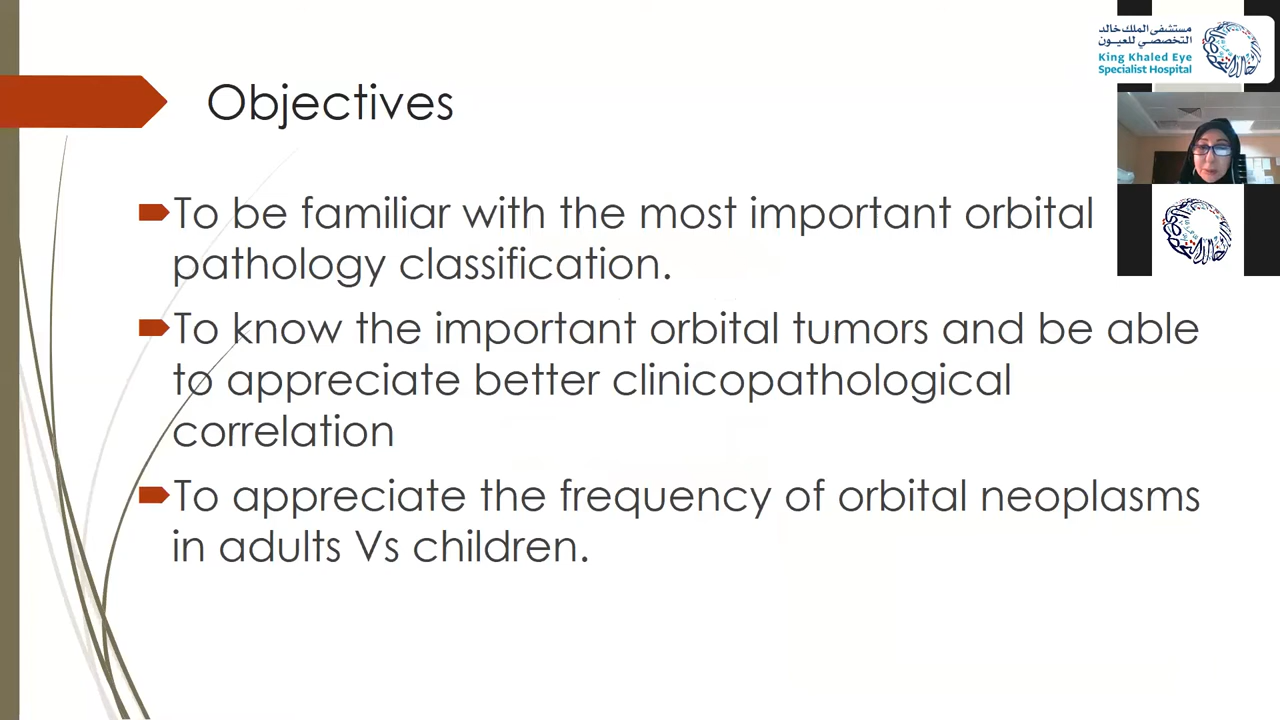 مستشفى الملك خالد
التخصصي للعيون
King Khaled Eye
Specialist Hospital
Objectives
To be familiar with the most important orbital
pathology classification.
To know the important orbital tumors and be able
to appreciate better clinicopathological
correlation
To appreciate the frequency of orbital neoplasms
in adults Vs children.